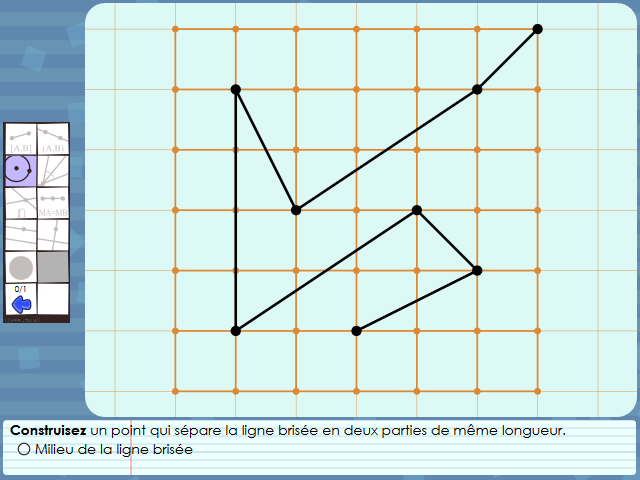 [A,B] (A,B)
MA=MB
0/1
Construisez un point qui sépare la ligne brisée en deux parties de même longueur.
Milieu de la ligne brisée